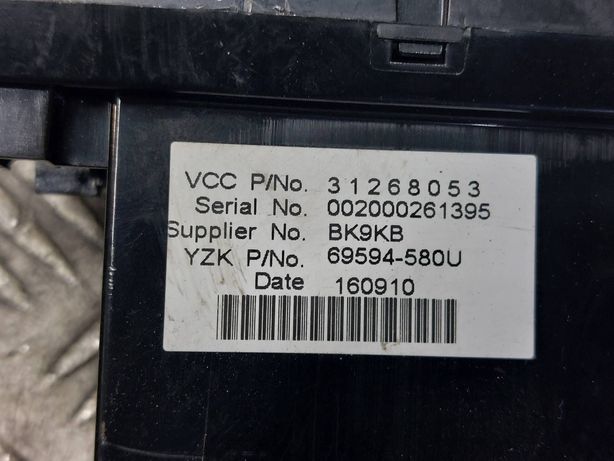 VCC P/No. 31268053
Serial No. 002000261395
Supplier No. BK9KB
YZK P/No. 69594-580U
Date 160910